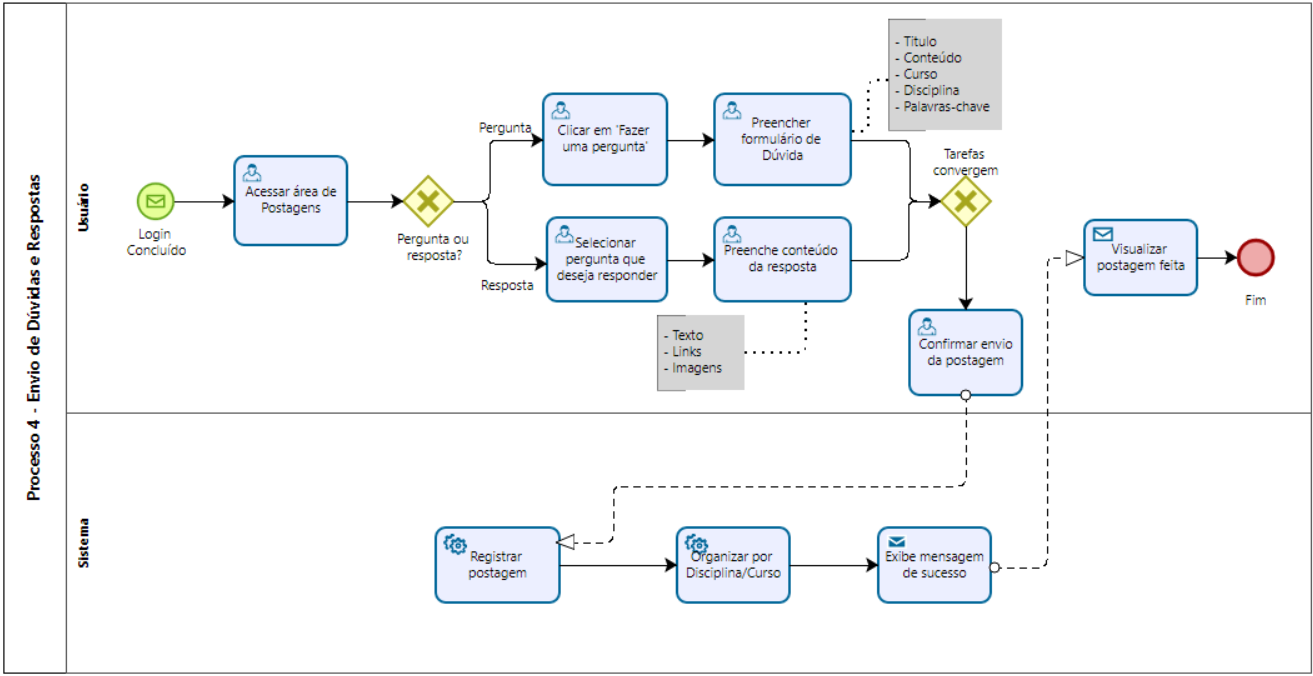 Processo 4 - Envio de Dúvidas e Respostas
Usuário
Login
Concluído
Acessar área de
Postagens
Pergunta ou
resposta?
Pergunta
Clicar em 'Fazer
uma pergunta'
Preencher
formulário de
Dúvida
- Título
- Conteúdo
- Curso
- Disciplina
- Palavras-chave
Resposta
Selecionar
pergunta que
deseja responder
Preenche conteúdo
da resposta
- Texto
- Links
- Imagens
Tarefas
convergem
Confirmar envio
da postagem
Visualizar
postagem feita
Fim
Sistema
Registrar
postagem
Organizar por
Disciplina/Curso
Exibe mensagem
de sucesso